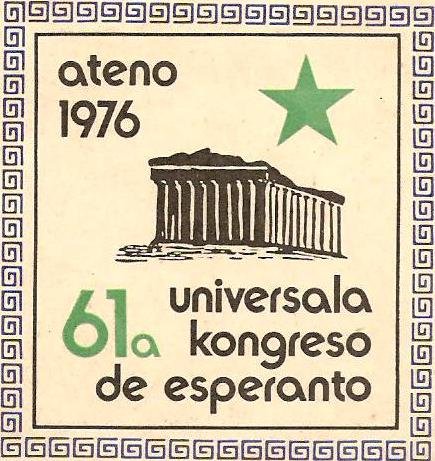 ateno
1976
universala
61a kongreso
de esperanto